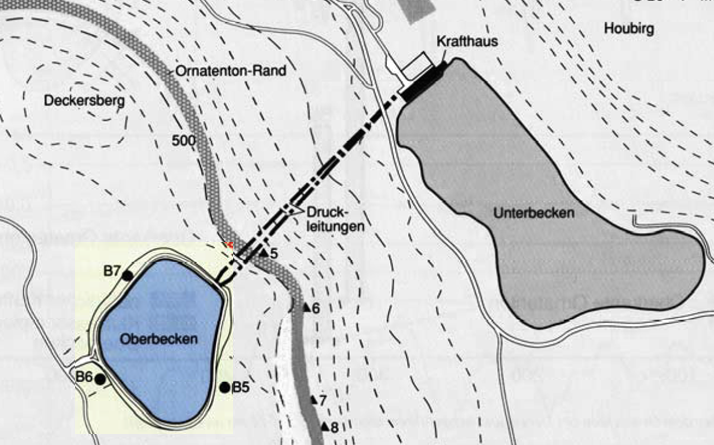 Houbirg
Krafthaus
Ornatenton-Rand
Deckersberg
500
Unterbecken
Druck-
leitungen
5
B7
6
Oberbecken
B6
B5
7
8